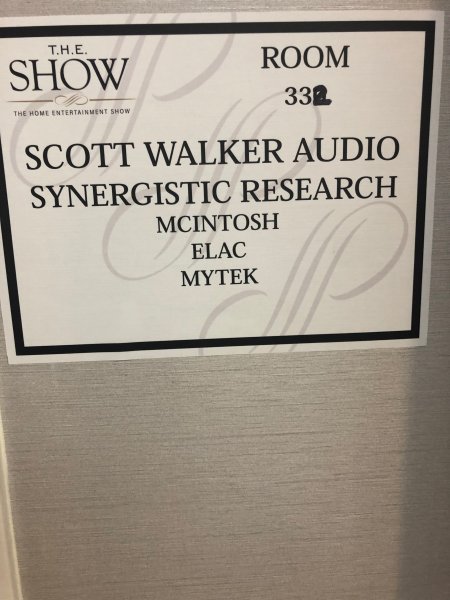 T.H.E.
SHOW
THE HOME ENTERTAINMENT SHOW
ROOM
332
SCOTT WALKER AUDIO
SYNERGISTIC RESEARCH
MCINTOSH
ELAC
MYTEK